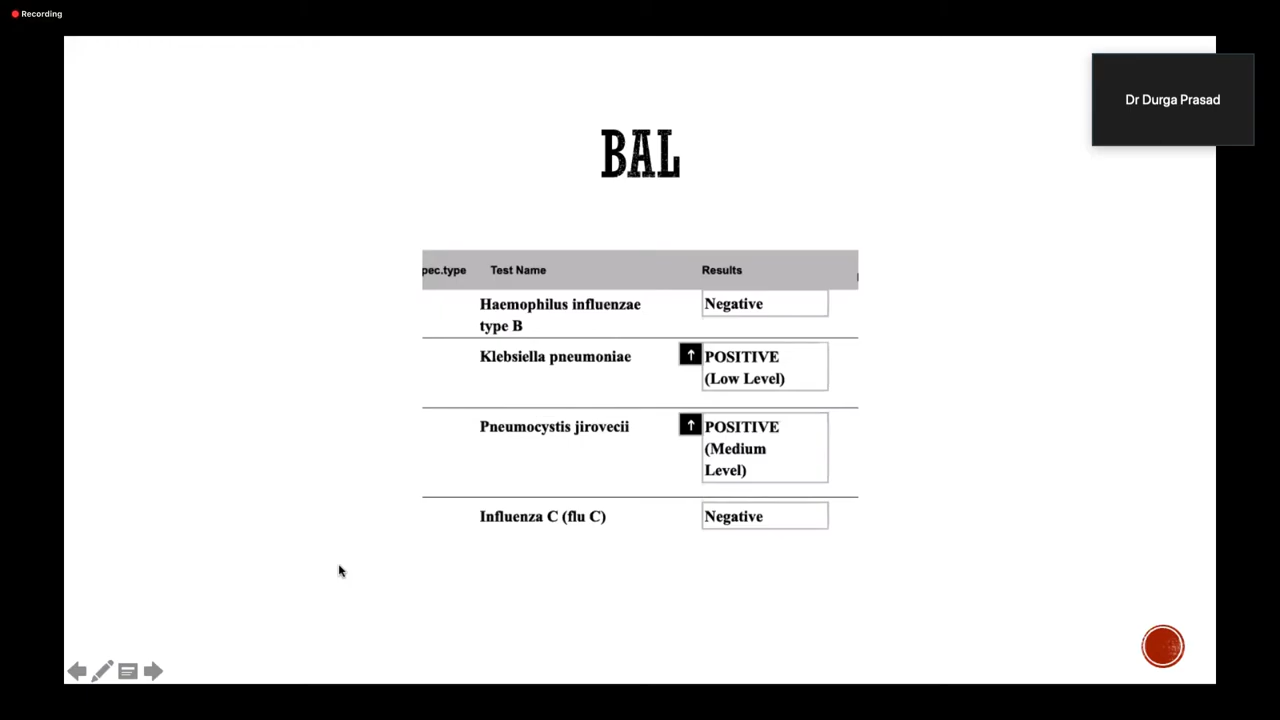 Recording
Dr Durga Prasad
BAL
pec.type Test Name Results
Haemophilus influenzae Negative
type B
Klebsiella pneumoniae ↑ POSITIVE
(Low Level)
Pneumocystis jirovecii ↑ POSITIVE
(Medium
Level)
Influenza C (flu C) Negative